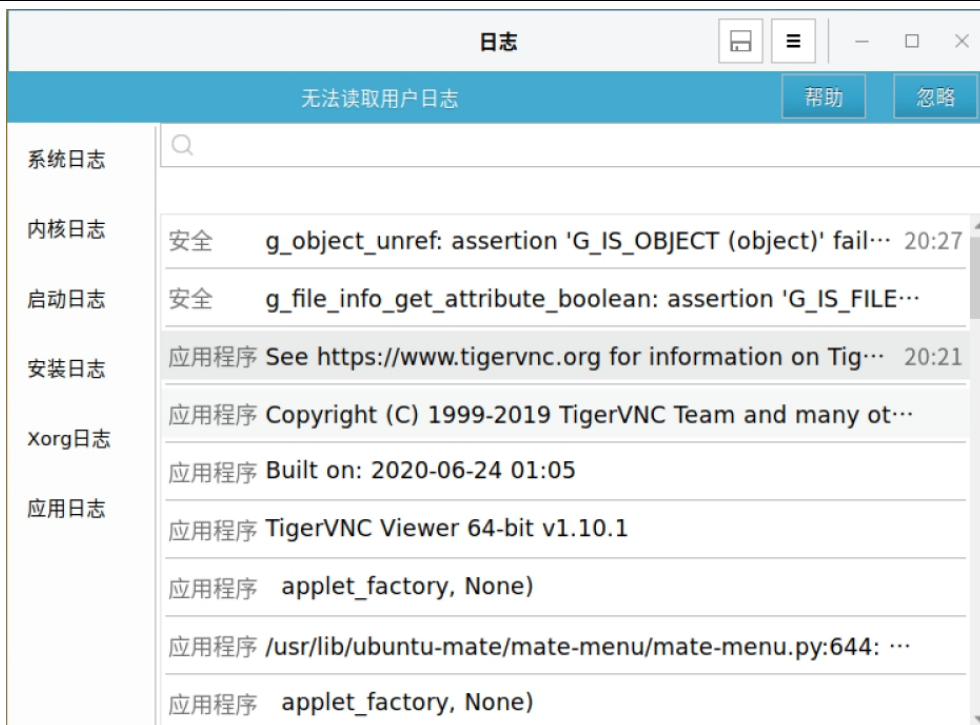 日志
无法读取用户日志 帮助 忽略
系统日志
内核日志
启动日志
安装日志
Xorg日志
应用日志
安全 g_object_unref: assertion 'G_IS_OBJECT (object)' fail··· 20:27
安全 g_file_info_get_attribute_boolean: assertion 'G_IS_FILE···
应用程序 See https://www.tigervnc.org for information on Tig··· 20:21
应用程序 Copyright (C) 1999-2019 TigerVNC Team and many ot···
应用程序 Built on: 2020-06-24 01:05
应用程序 TigerVNC Viewer 64-bit v1.10.1
应用程序 applet_factory, None)
应用程序 /usr/lib/ubuntu-mate/mate-menu/mate-menu.py:644: ···
应用程序 applet_factory, None)